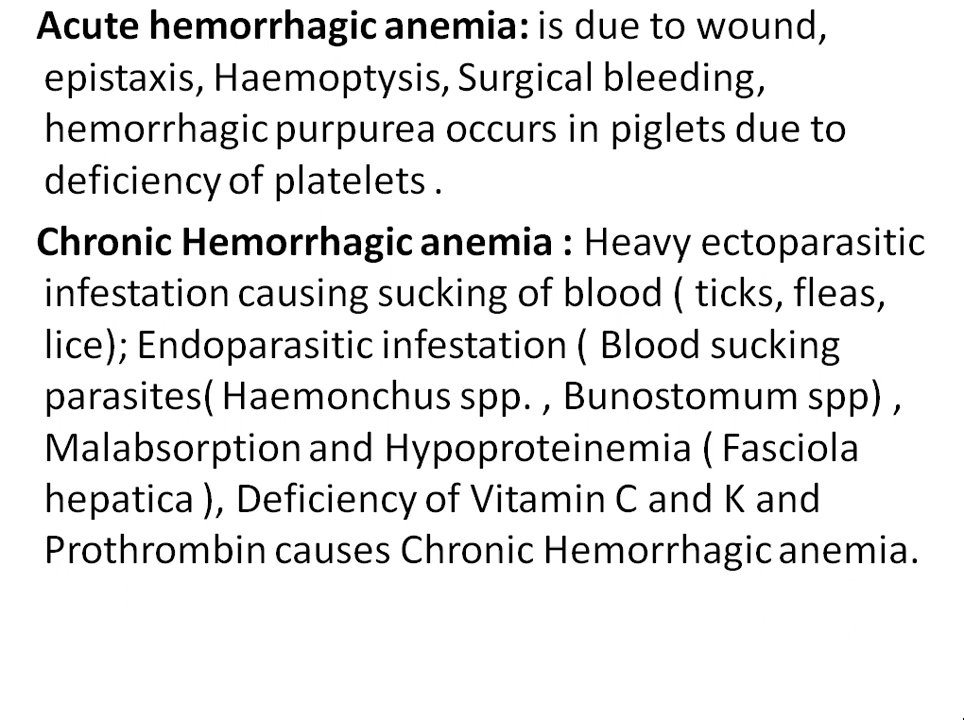 Acute hemorrhagic anemia: is due to wound,
epistaxis, Haemoptysis, Surgical bleeding,
hemorrhagic purpurea occurs in piglets due to
deficiency of platelets .
Chronic Hemorrhagic anemia : Heavy ectoparasitic
infestation causing sucking of blood ( ticks, fleas,
lice); Endoparasitic infestation ( Blood sucking
parasites( Haemonchus spp. , Bunostomum spp) ,
Malabsorption and Hypoproteinemia ( Fasciola
hepatica ), Deficiency of Vitamin C and K and
Prothrombin causes Chronic Hemorrhagic anemia.